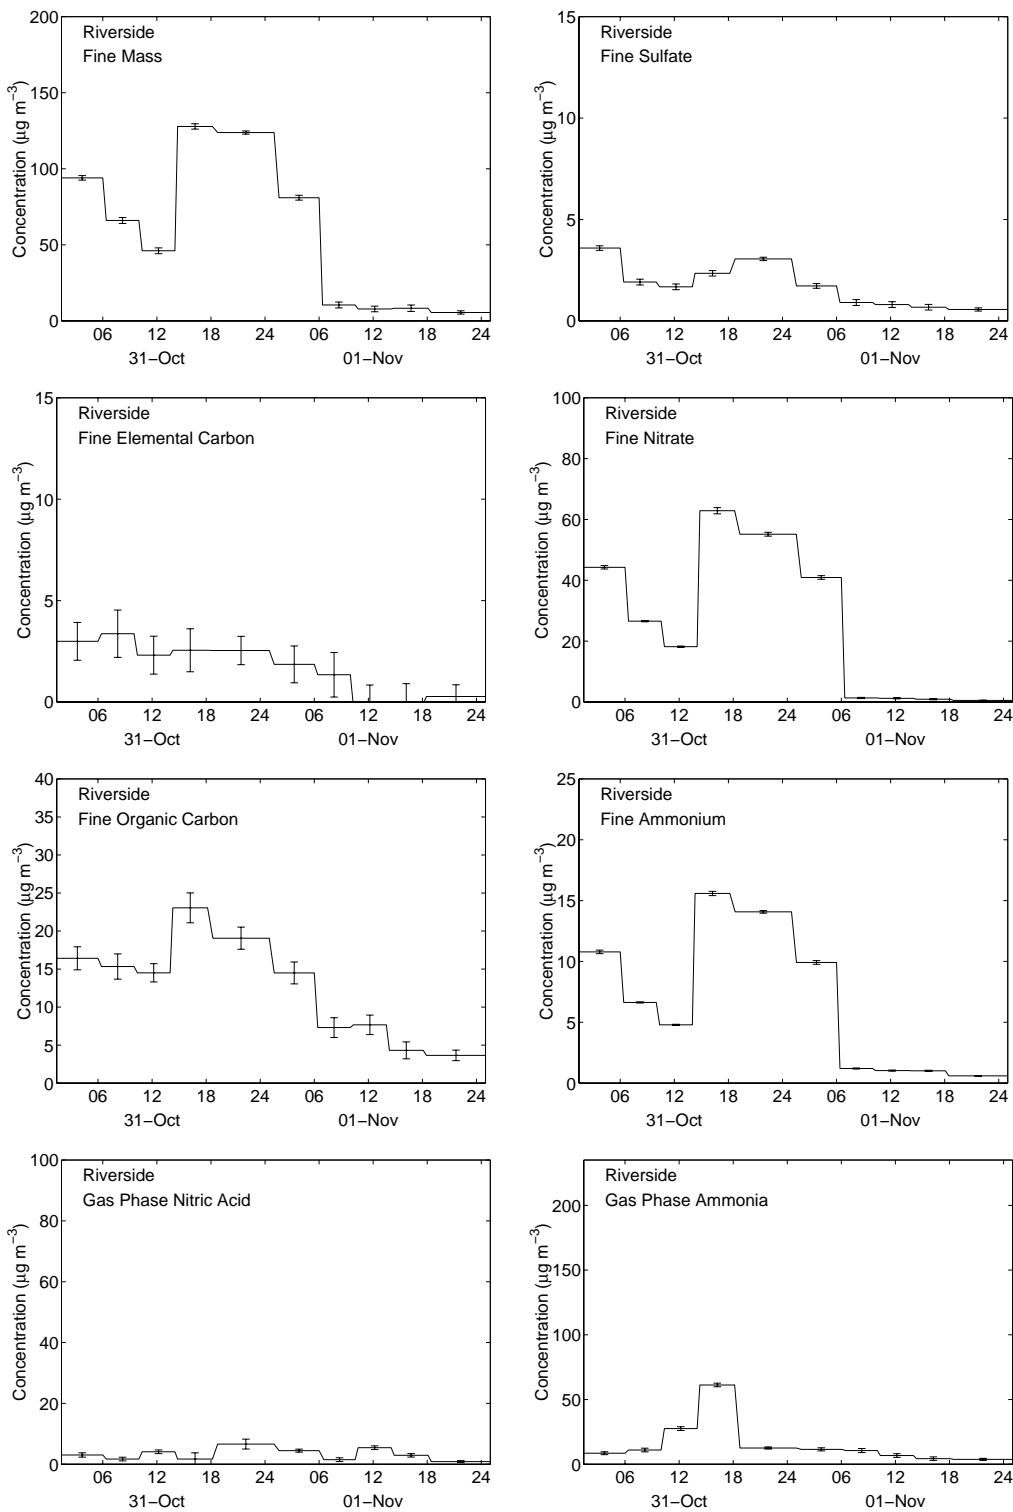 Riverside
Fine Mass
Concentration (µg m−3)
200
150
100
50
0
06 12 18 24 06 12 18 24
31−Oct 01−Nov
Riverside
Fine Sulfate
Concentration (µg m−3)
15
10
5
0
06 12 18 24 06 12 18 24
31−Oct 01−Nov
Riverside
Fine Elemental Carbon
Concentration (µg m−3)
15
10
5
0
06 12 18 24 06 12 18 24
31−Oct 01−Nov
Riverside
Fine Nitrate
Concentration (µg m−3)
100
80
60
40
20
0
06 12 18 24 06 12 18 24
31−Oct 01−Nov
Riverside
Fine Organic Carbon
Concentration (µg m−3)
40
35
30
25
20
15
10
5
0
06 12 18 24 06 12 18 24
31−Oct 01−Nov
Riverside
Fine Ammonium
Concentration (µg m−3)
25
20
15
10
5
0
06 12 18 24 06 12 18 24
31−Oct 01−Nov
Riverside
Gas Phase Nitric Acid
Concentration (µg m−3)
100
80
60
40
20
0
06 12 18 24 06 12 18 24
31−Oct 01−Nov
Riverside
Gas Phase Ammonia
Concentration (µg m−3)
200
150
100
50
0
06 12 18 24 06 12 18 24
31−Oct 01−Nov